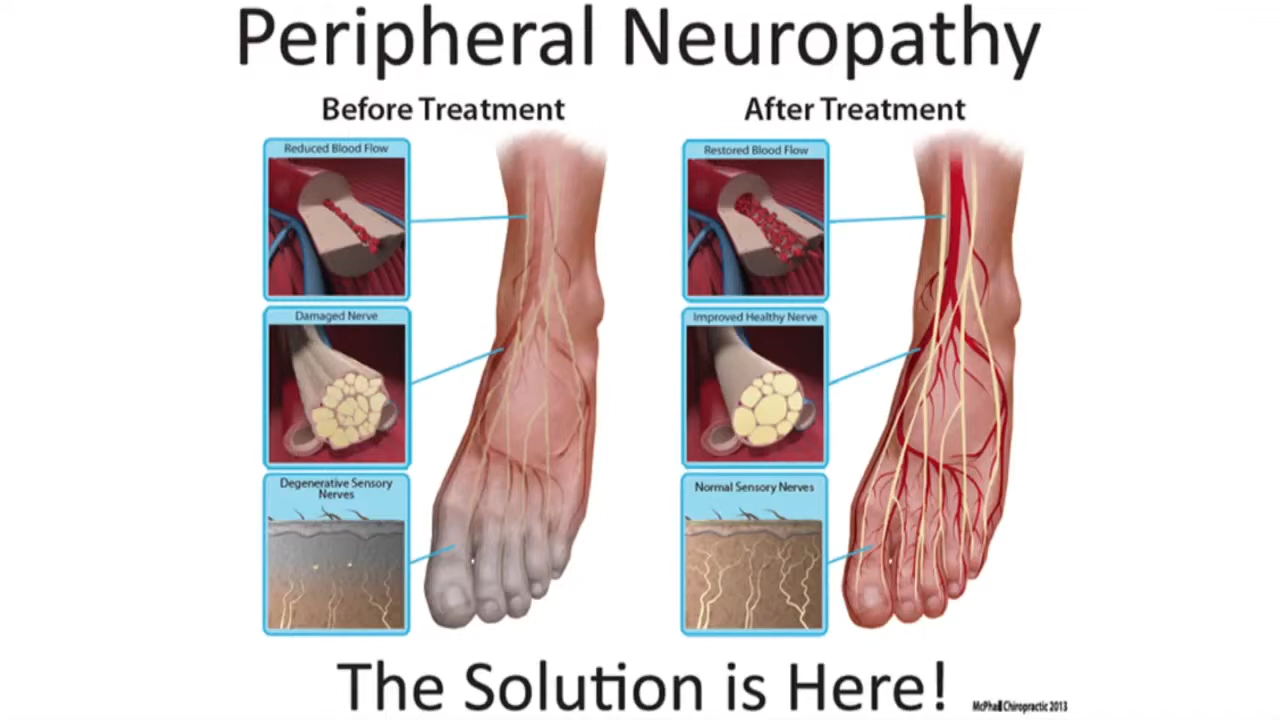 Peripheral Neuropathy
Before Treatment
After Treatment
Reduced Blood Flow
Restored Blood Flow
Damaged Nerve
Improved Healthy Nerve
Degenerative Sensory
Nerves
Normal Sensory Nerves
The Solution is Here!
McPhail Chiropractic 2013